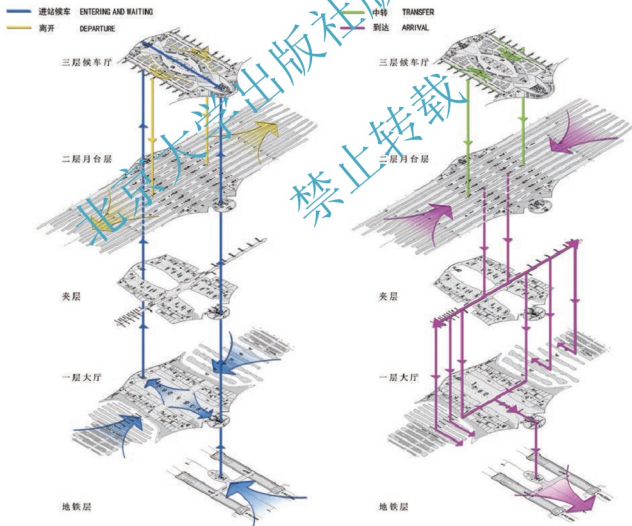 进站候车 ENTERING AND WAITING
离开 DEPARTURE
中转 TRANSFER
到达 ARRIVAL
三层候车厅
二层月台层
夹层
一层大厅
地铁层
三层候车厅
二层月台层
夹层
一层大厅
地铁层
北京大学出版社版
禁止转载